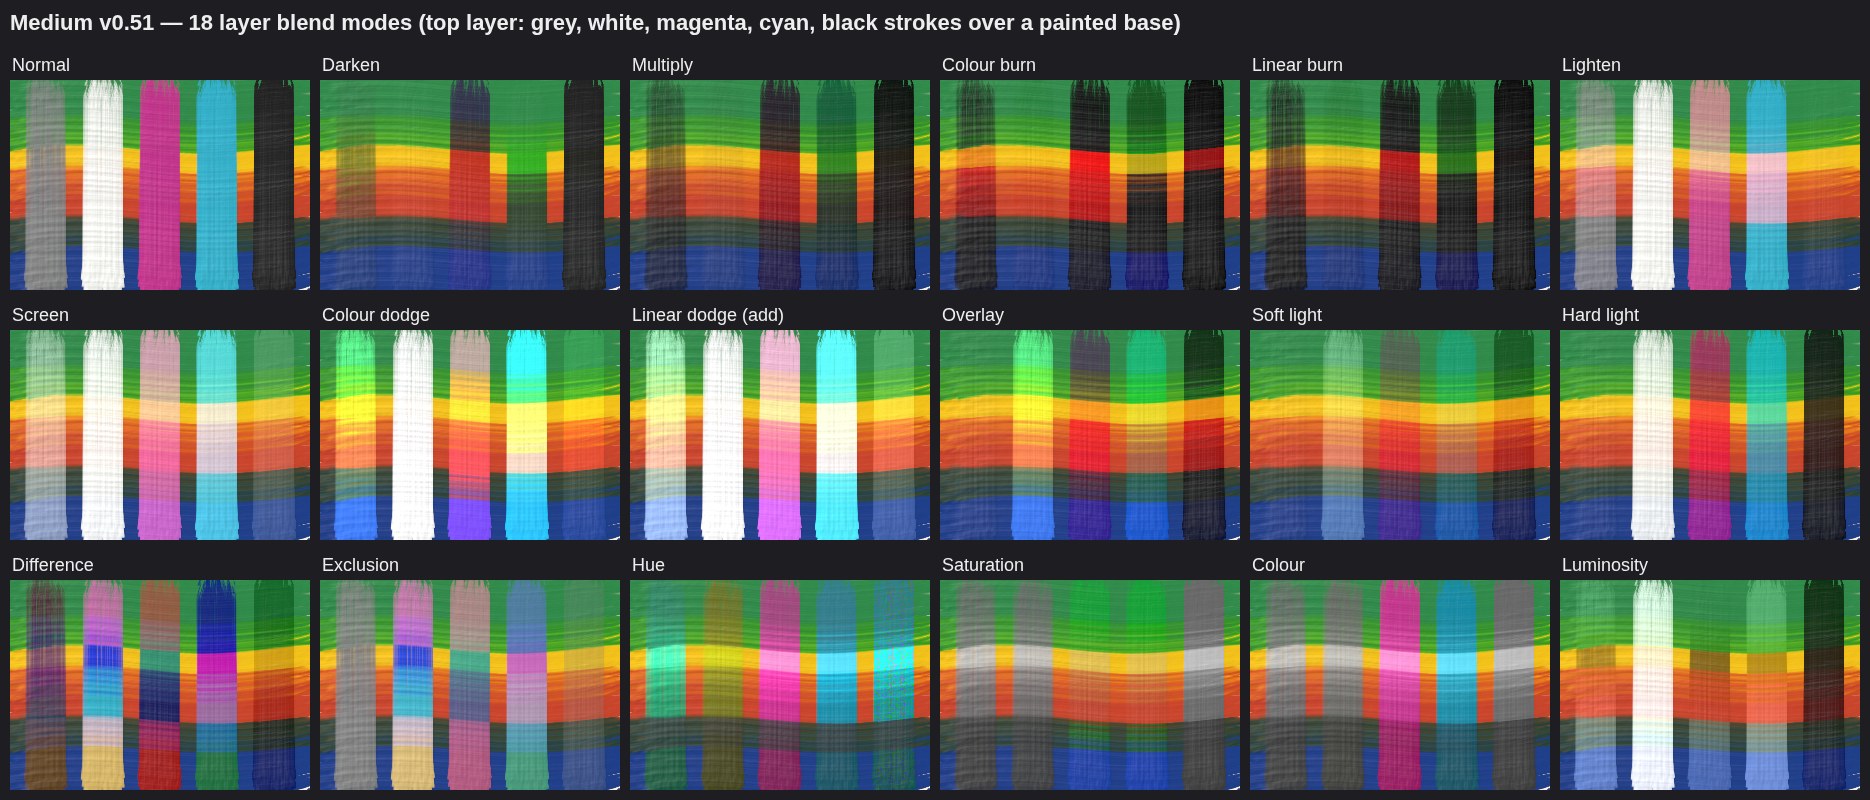 Medium v0.51 — 18 layer blend modes (top layer: grey, white, magenta, cyan, black strokes over a painted base)
Normal
Darken
Multiply
Colour burn
Linear burn
Lighten
Screen
Colour dodge
Linear dodge (add)
Overlay
Soft light
Hard light
Difference
Exclusion
Hue
Saturation
Colour
Luminosity